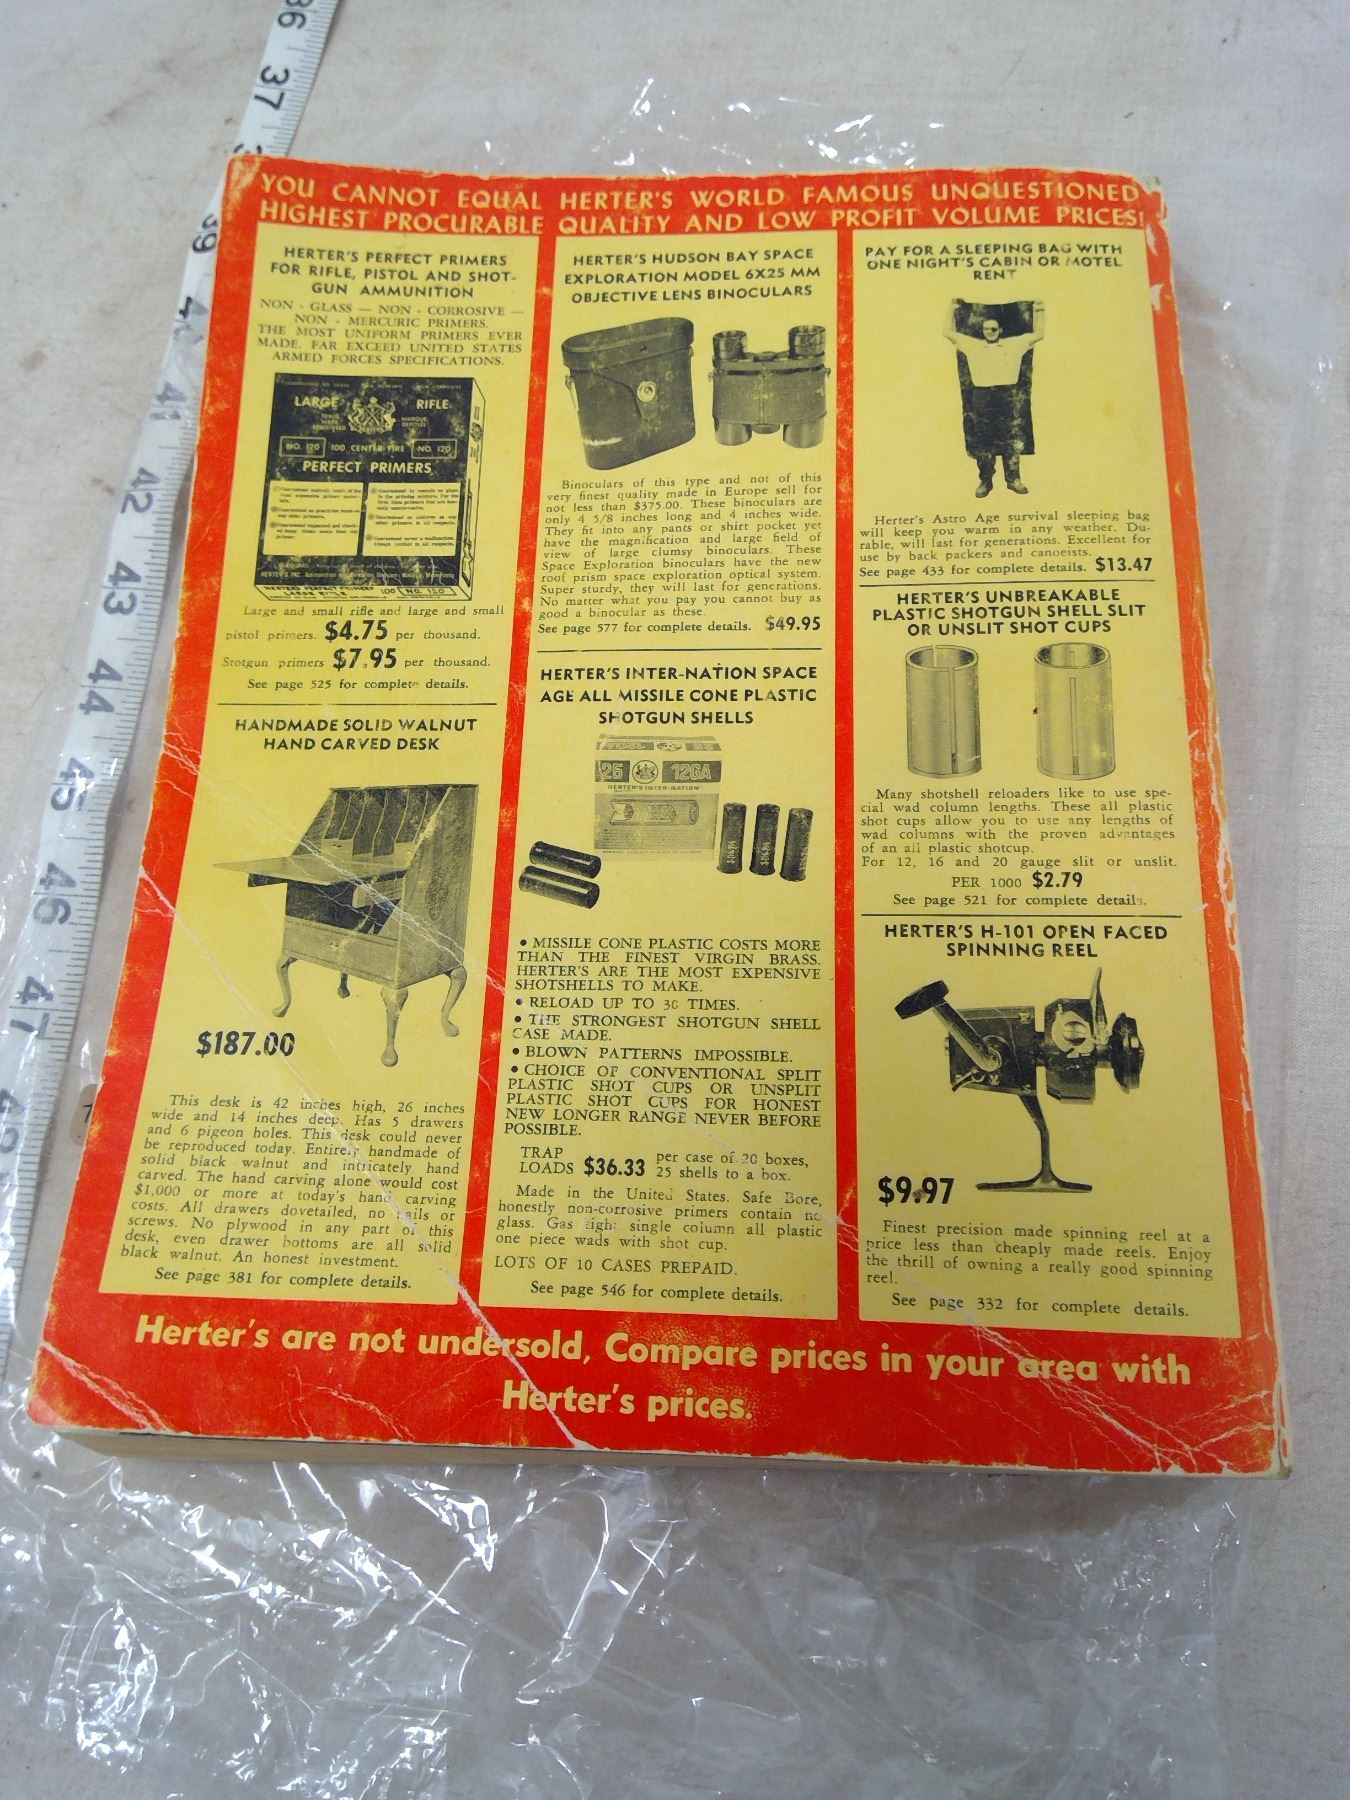 36
37
39
41
42
43
44
45
46
47
YOU CANNOT EQUAL HERTER'S WORLD FAMOUS UNQUESTIONED
HIGHEST PROCURABLE QUALITY AND LOW PROFIT VOLUME PRICES!
HERTER'S PERFECT PRIMERS
FOR RIFLE, PISTOL AND SHOT-
GUN AMMUNITION
NON - GLASS — NON - CORROSIVE —
NON - MERCURIC PRIMERS.
THE MOST UNIFORM PRIMERS EVER
MADE. FAR EXCEED UNITED STATES
ARMED FORCES SPECIFICATIONS.
LARGE RIFLE
NO. 120 100 CENTER FIRE NO. 120
PERFECT PRIMERS
LARGE RIFLE 100 NO. 120
Large and small rifle and large and small
pistol primers. $4.75 per thousand.
Stotgun primers $7.95 per thousand.
See page 525 for complete details.
HANDMADE SOLID WALNUT
HAND CARVED DESK
$187.00
This desk is 42 inches high, 26 inches
wide and 14 inches deep. Has 5 drawers
and 6 pigeon holes. This desk could never
be reproduced today. Entirely handmade of
solid black walnut and intricately hand
carved. The hand carving alone would cost
$1,000 or more at today's hand carving
costs. All drawers dovetailed, no nails or
screws. No plywood in any part of this
desk, even drawer bottoms are all solid
black walnut. An honest investment.
See page 381 for complete details.
HERTER'S HUDSON BAY SPACE
EXPLORATION MODEL 6X25 MM
OBJECTIVE LENS BINOCULARS
Binoculars of this type and not of this
very finest quality made in Europe sell for
not less than $375.00. These binoculars are
only 4 5/8 inches long and 4 inches wide.
They fit into any pants or shirt pocket yet
have the magnification and large field of
view of large clumsy binoculars. These
Space Exploration binoculars have the new
roof prism space exploration optical system.
Super sturdy, they will last for generations.
No matter what you pay you cannot buy as
good a binocular as these.
See page 577 for complete details. $49.95
HERTER'S INTER-NATION SPACE
AGE ALL MISSILE CONE PLASTIC
SHOTGUN SHELLS
25 12GA
HERTER'S INTER-NATION
• MISSILE CONE PLASTIC COSTS MORE
THAN THE FINEST VIRGIN BRASS.
HERTER'S ARE THE MOST EXPENSIVE
SHOTSHELLS TO MAKE.
• RELOAD UP TO 30 TIMES.
• THE STRONGEST SHOTGUN SHELL
CASE MADE.
• BLOWN PATTERNS IMPOSSIBLE.
• CHOICE OF CONVENTIONAL SPLIT
PLASTIC SHOT CUPS OR UNSPLIT
PLASTIC SHOT CUPS FOR HONEST
NEW LONGER RANGE NEVER BEFORE
POSSIBLE.
TRAP LOADS $36.33 per case of 20 boxes,
25 shells to a box.
Made in the United States. Safe Bore,
honestly non-corrosive primers contain no
glass. Gas tight single column all plastic
one piece wads with shot cup.
LOTS OF 10 CASES PREPAID.
See page 546 for complete details.
PAY FOR A SLEEPING BAG WITH
ONE NIGHT'S CABIN OR MOTEL
RENT
Herter's Astro Age survival sleeping bag
will keep you warm in any weather. Du-
rable, will last for generations. Excellent for
use by back packers and canoeists.
See page 433 for complete details. $13.47
HERTER'S UNBREAKABLE
PLASTIC SHOTGUN SHELL SLIT
OR UNSLIT SHOT CUPS
Many shotshell reloaders like to use spe-
cial wad column lengths. These all plastic
shot cups allow you to use any lengths of
wad columns with the proven advantages
of an all plastic shotcup.
For 12, 16 and 20 gauge slit or unslit.
PER 1000 $2.79
See page 521 for complete details.
HERTER'S H-101 OPEN FACED
SPINNING REEL
$9.97
Finest precision made spinning reel at a
price less than cheaply made reels. Enjoy
the thrill of owning a really good spinning
reel.
See page 332 for complete details.
Herter's are not undersold, Compare prices in your area with
Herter's prices.